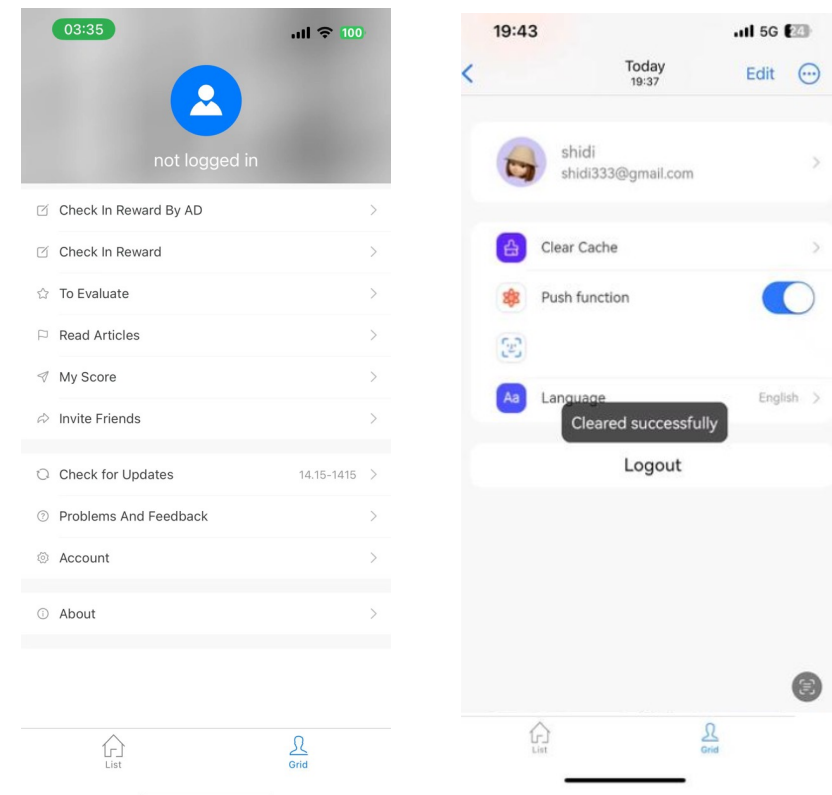 03:35
100
not logged in
Check In Reward By AD
Check In Reward
To Evaluate
Read Articles
My Score
Invite Friends
Check for Updates 14.15-1415
Problems And Feedback
Account
About
List Grid
19:43 5G 24
Today
19:37
Edit
shidi
shidi333@gmail.com
Clear Cache
Push function
Aa Language English
Cleared successfully
Logout
List Grid